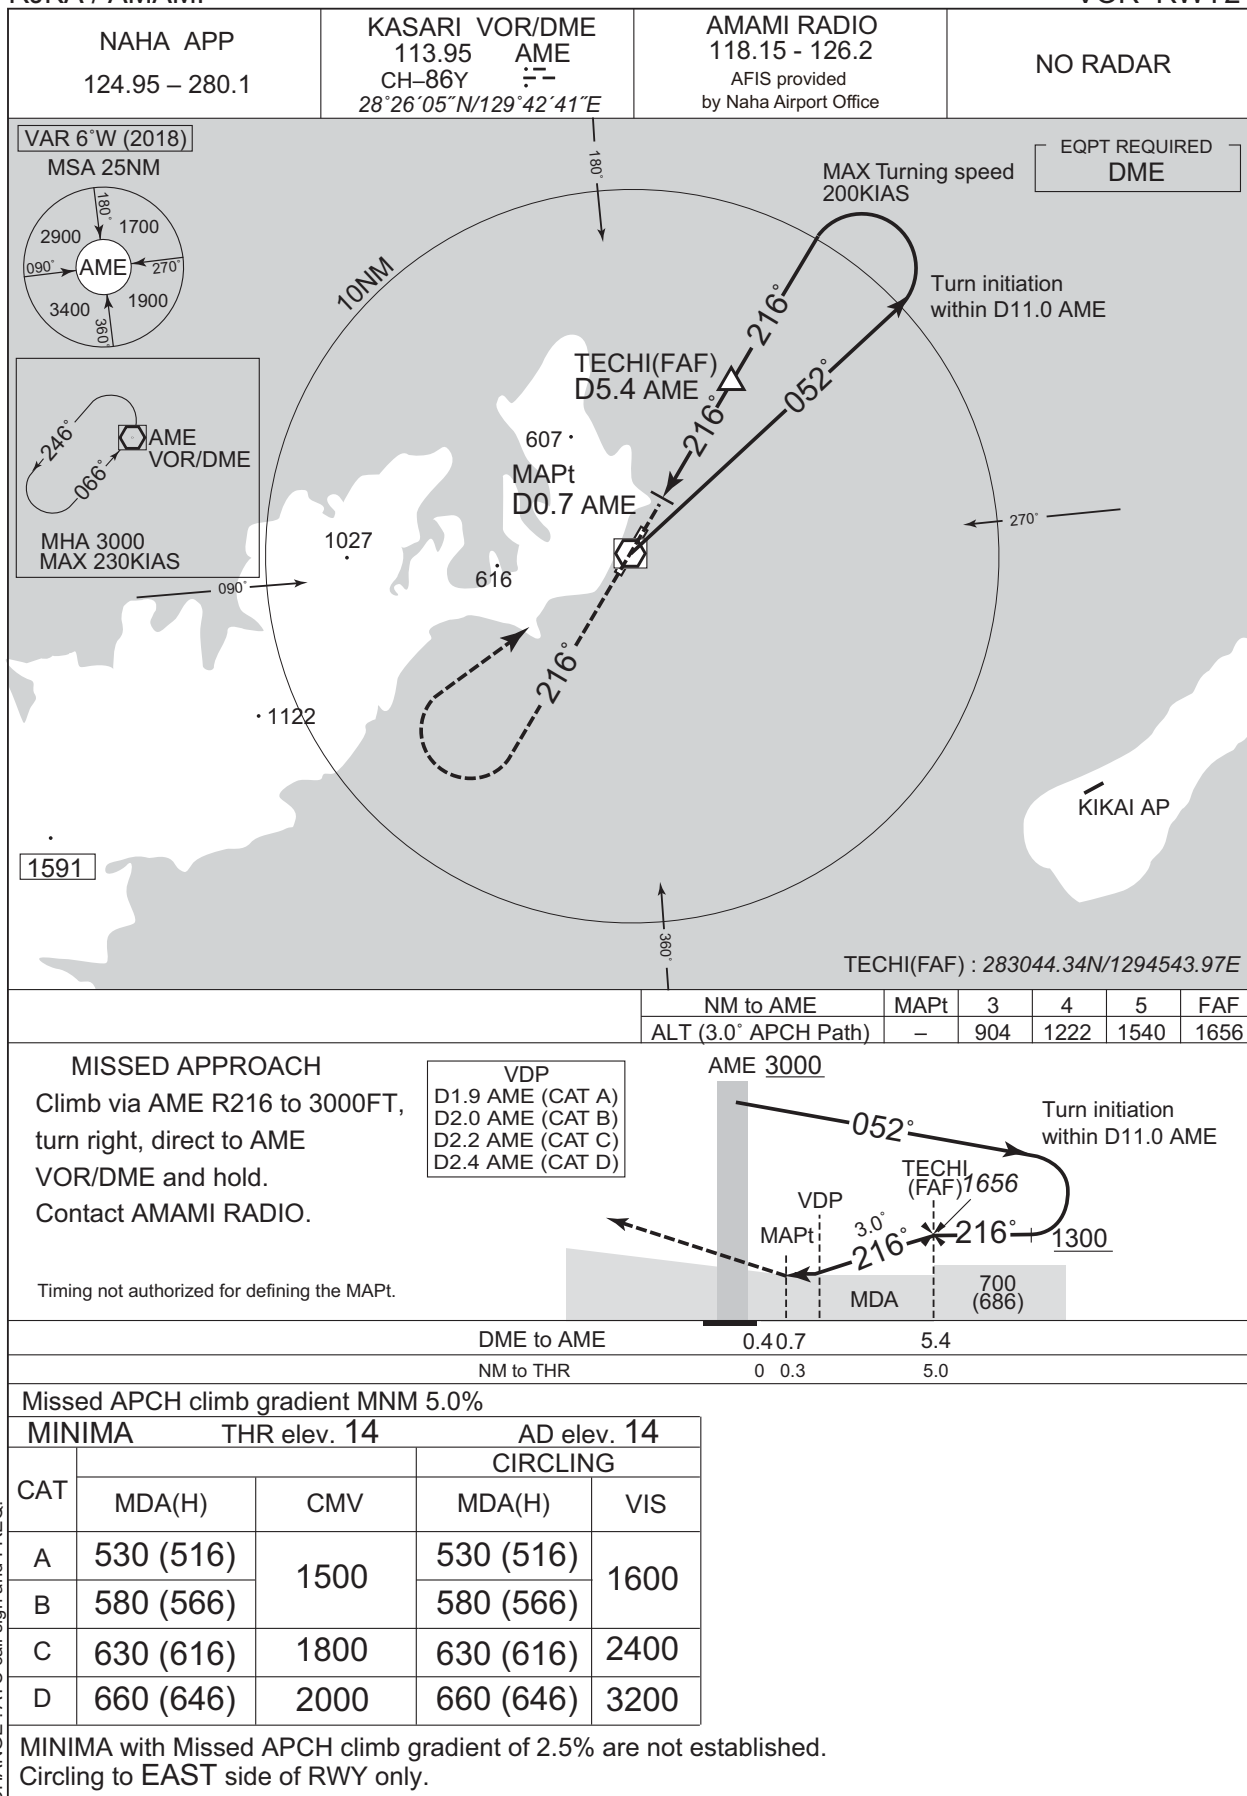 NAHA APP
124.95 – 280.1
KASARI VOR/DME
113.95 AME
CH–86Y
28˚26´05˝N/129˚42´41˝E
AMAMI RADIO
118.15 - 126.2
AFIS provided
by Naha Airport Office
NO RADAR
VAR 6˚W (2018)
MSA 25NM
180˚
2900
1700
090˚
AME
270˚
3400
1900
360˚
180˚
MAX Turning speed
200KIAS
EQPT REQUIRED
DME
10NM
216˚
Turn initiation
within D11.0 AME
TECHI(FAF)
D5.4 AME
052˚
216˚
246˚
066˚
AME
VOR/DME
MHA 3000
MAX 230KIAS
607
MAPt
D0.7 AME
1027
616
270˚
090˚
216˚
1122
KIKAI AP
1591
360˚
TECHI(FAF) : 283044.34N/1294543.97E
NM to AME MAPt 3 4 5 FAF
ALT (3.0˚ APCH Path) – 904 1222 1540 1656
MISSED APPROACH
Climb via AME R216 to 3000FT,
turn right, direct to AME
VOR/DME and hold.
Contact AMAMI RADIO.
Timing not authorized for defining the MAPt.
VDP
D1.9 AME (CAT A)
D2.0 AME (CAT B)
D2.2 AME (CAT C)
D2.4 AME (CAT D)
AME 3000
052˚
Turn initiation
within D11.0 AME
TECHI
(FAF) 1656
VDP
MAPt
3.0˚
216˚
216˚
1300
MDA
700
(686)
DME to AME 0.4 0.7 5.4
NM to THR 0 0.3 5.0
Missed APCH climb gradient MNM 5.0%
MINIMA THR elev. 14 AD elev. 14
CIRCLING
CAT MDA(H) CMV MDA(H) VIS
A 530 (516) 1500 530 (516) 1600
B 580 (566) 580 (566)
C 630 (616) 1800 630 (616) 2400
D 660 (646) 2000 660 (646) 3200
MINIMA with Missed APCH climb gradient of 2.5% are not established.
Circling to EAST side of RWY only.